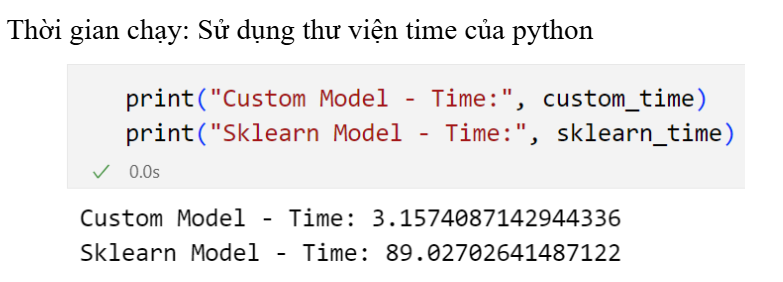 Thời gian chạy: Sử dụng thư viện time của python
print("Custom Model - Time:", custom_time)
print("Sklearn Model - Time:", sklearn_time)
0.0s
Custom Model - Time: 3.1574087142944336
Sklearn Model - Time: 89.02702641487122